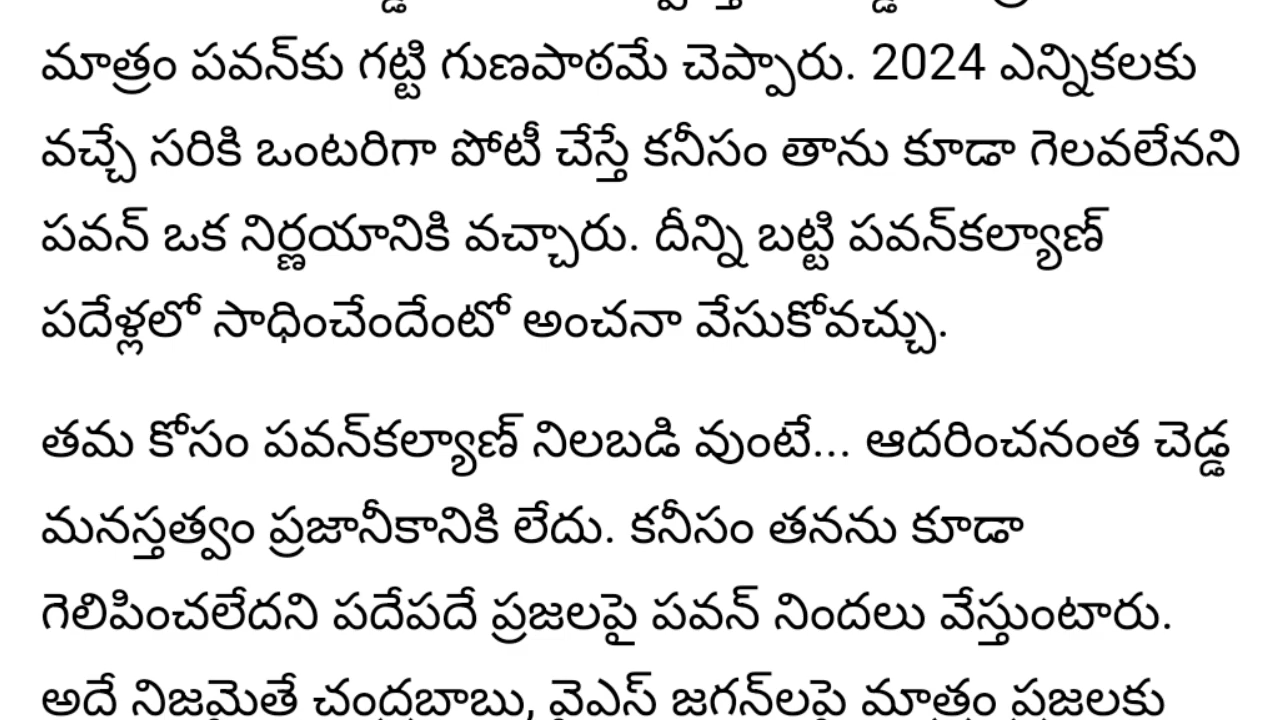 మాత్రం పవన్‌కు గట్టి గుణపాఠమే చెప్పారు. 2024 ఎన్నికలకు
వచ్చే సరికి ఒంటరిగా పోటీ చేస్తే కనీసం తాను కూడా గెలవలేనని
పవన్ ఒక నిర్ణయానికి వచ్చారు. దీన్ని బట్టి పవన్‌కల్యాణ్
పదేళ్లలో సాధించేందేంటో అంచనా వేసుకోవచ్చు.
తమ కోసం పవన్‌కల్యాణ్ నిలబడి వుంటే... ఆదరించనంత చెడ్డ
మనస్తత్వం ప్రజానీకానికి లేదు. కనీసం తనను కూడా
గెలిపించలేదని పదేపదే ప్రజలపై పవన్ నిందలు వేస్తుంటారు.
అదే నిజమైతే చంద్రబాబు, వైఎస్ జగన్‌లపై మాత్రం ప్రజలకు